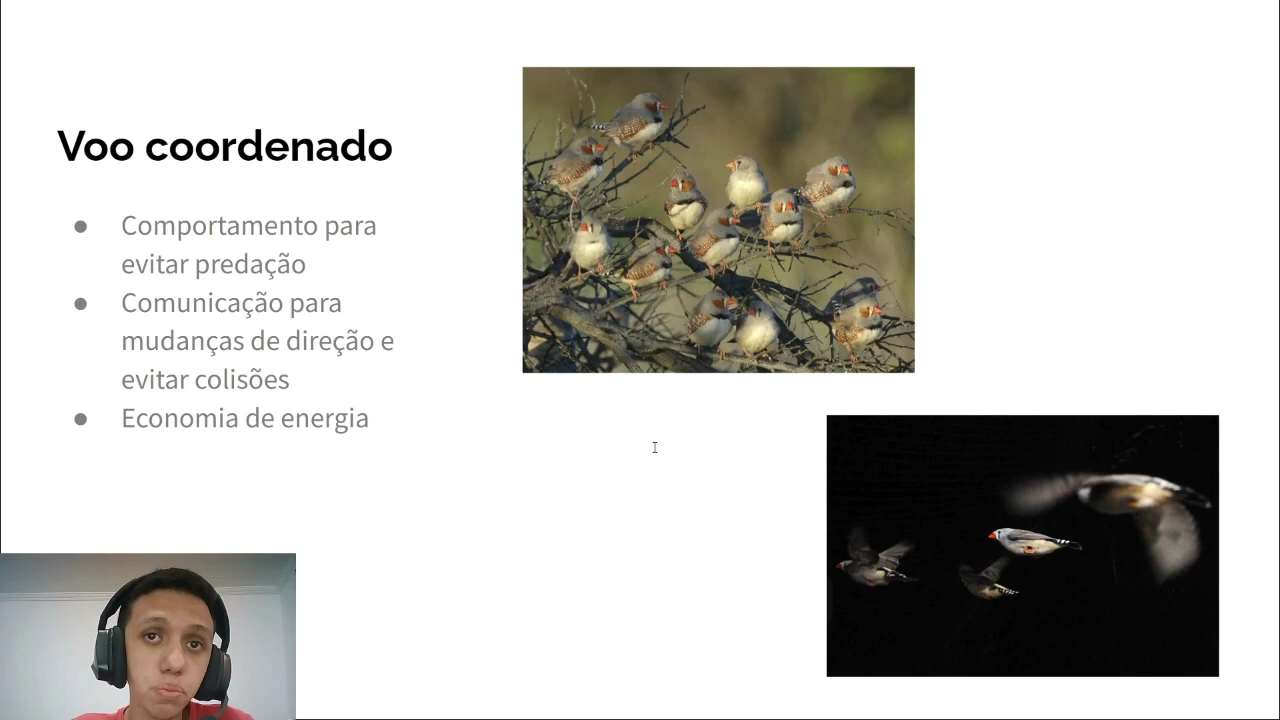 Voo coordenado
● Comportamento para
evitar predação
● Comunicação para
mudanças de direção e
evitar colisões
● Economia de energia